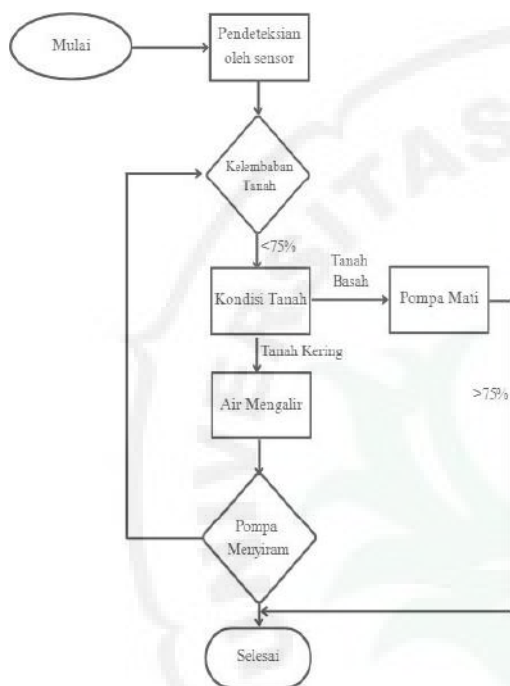 Mulai
Pendeteksian
oleh sensor
Kelembaban
Tanah
<75%
Kondisi Tanah
Tanah
Basah
Pompa Mati
Tanah Kering
>75%
Air Mengalir
Pompa
Menyiram
Selesai